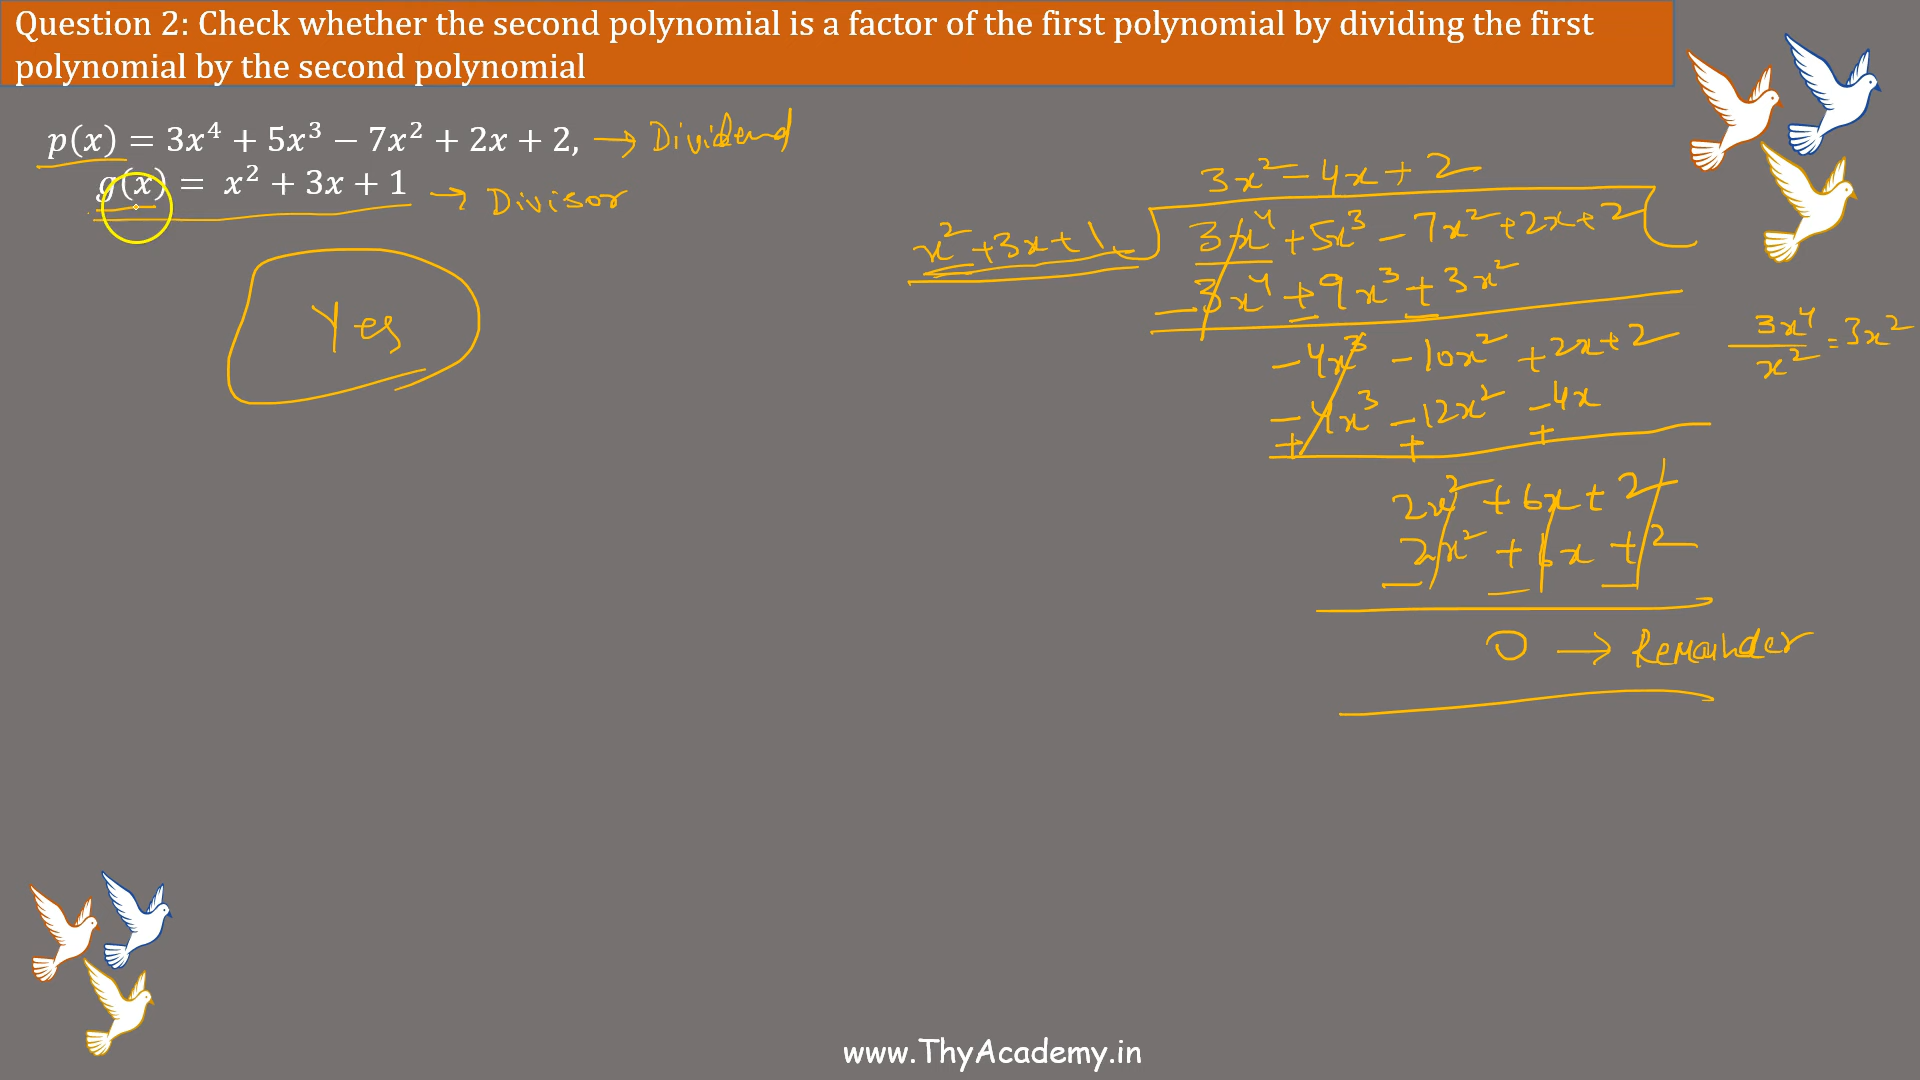 Question 2: Check whether the second polynomial is a factor of the first polynomial by dividing the first
polynomial by the second polynomial
p(x) = 3x⁴ + 5x³ − 7x² + 2x + 2, → Dividend
g(x) = x² + 3x + 1 → Divisor
Yes
3x² − 4x + 2
x² + 3x + 1 ) 3x⁴ + 5x³ − 7x² + 2x + 2 (
3x⁴ + 9x³ + 3x²
− − −
− 4x³ − 10x² + 2x + 2
− 4x³ − 12x² − 4x
+ + +
2x² + 6x + 2
2x² + 6x + 2
− − −
0 → Remainder
3x⁴/x² = 3x²
www.ThyAcademy.in